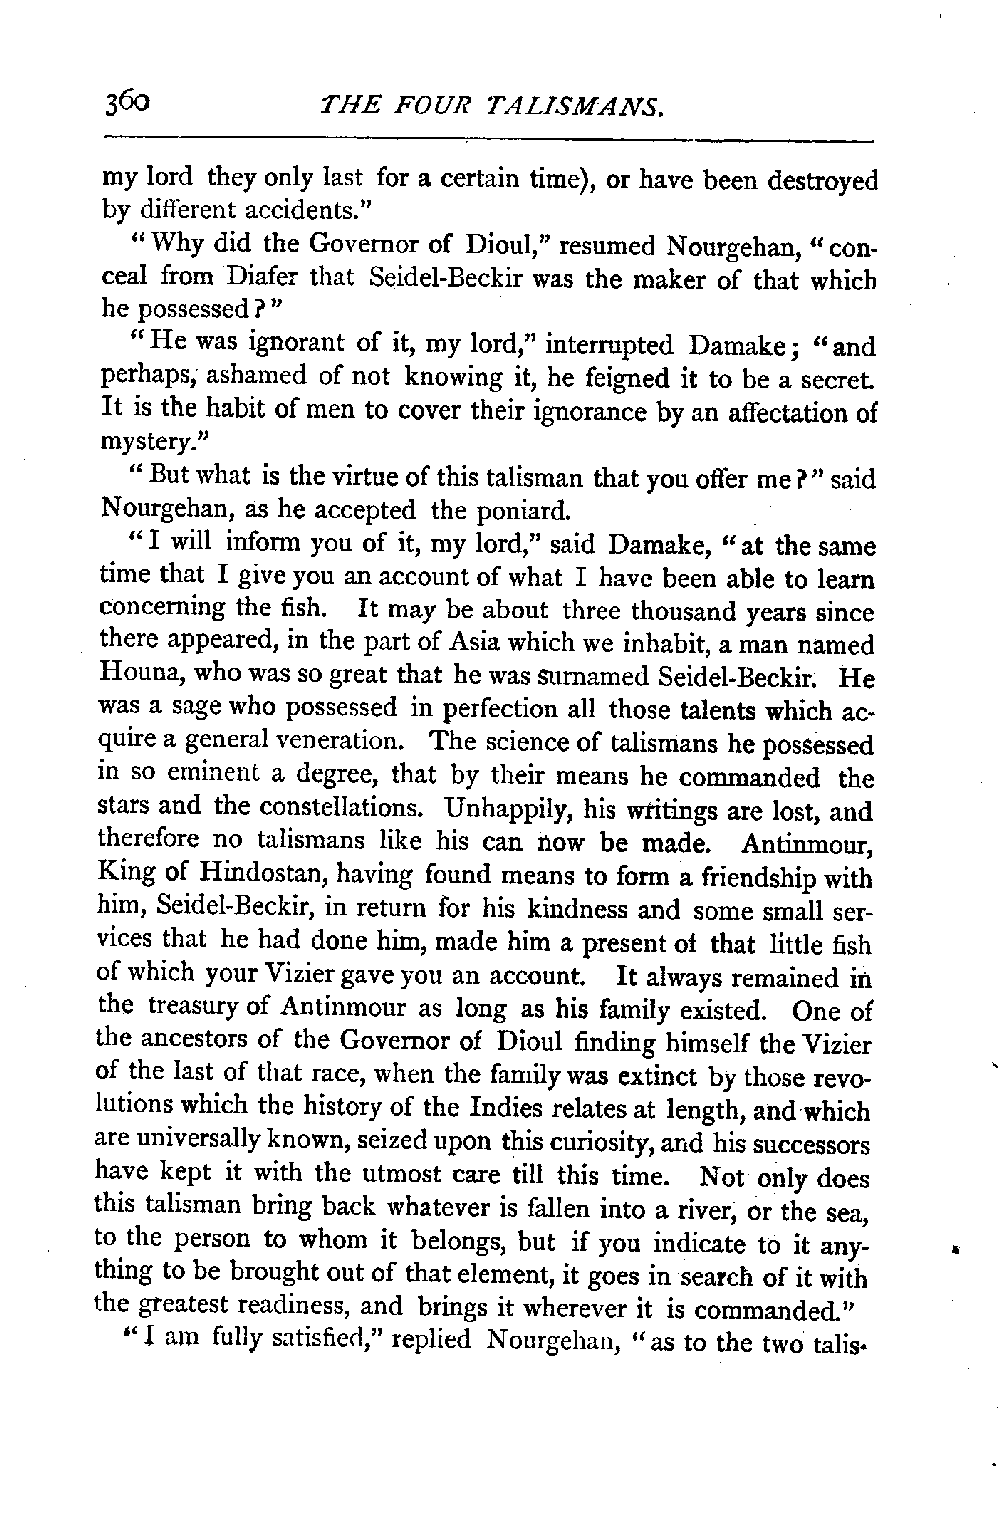 360 THE FOUR TALISMANS.
my lord they only last for a certain time), or have been destroyed
by different accidents."
"Why did the Governor of Dioul," resumed Nourgehan, "con-
ceal from Diafer that Seidel-Beckir was the maker of that which
he possessed?"
"He was ignorant of it, my lord," interrupted Damake; "and
perhaps, ashamed of not knowing it, he feigned it to be a secret.
It is the habit of men to cover their ignorance by an affectation of
mystery."
"But what is the virtue of this talisman that you offer me?" said
Nourgehan, as he accepted the poniard.
"I will inform you of it, my lord," said Damake, "at the same
time that I give you an account of what I have been able to learn
concerning the fish. It may be about three thousand years since
there appeared, in the part of Asia which we inhabit, a man named
Houna, who was so great that he was surnamed Seidel-Beckir. He
was a sage who possessed in perfection all those talents which ac-
quire a general veneration. The science of talismans he possessed
in so eminent a degree, that by their means he commanded the
stars and the constellations. Unhappily, his writings are lost, and
therefore no talismans like his can now be made. Antinmour,
King of Hindostan, having found means to form a friendship with
him, Seidel-Beckir, in return for his kindness and some small ser-
vices that he had done him, made him a present of that little fish
of which your Vizier gave you an account. It always remained in
the treasury of Antinmour as long as his family existed. One of
the ancestors of the Governor of Dioul finding himself the Vizier
of the last of that race, when the family was extinct by those revo-
lutions which the history of the Indies relates at length, and which
are universally known, seized upon this curiosity, and his successors
have kept it with the utmost care till this time. Not only does
this talisman bring back whatever is fallen into a river, or the sea,
to the person to whom it belongs, but if you indicate to it any-
thing to be brought out of that element, it goes in search of it with
the greatest readiness, and brings it wherever it is commanded."
"I am fully satisfied," replied Nourgehan, "as to the two talis-